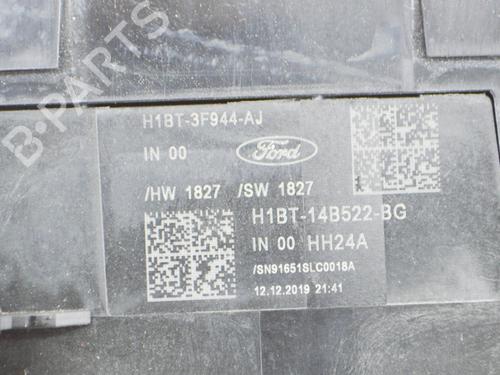 B-PARTS
H1BT-3F944-AJ
IN 00
Ford
/HW 1827 /SW 1827
H1BT-14B522-BG
IN 00 HH24A
/SN91651SLC0018A
12.12.2019 21:41